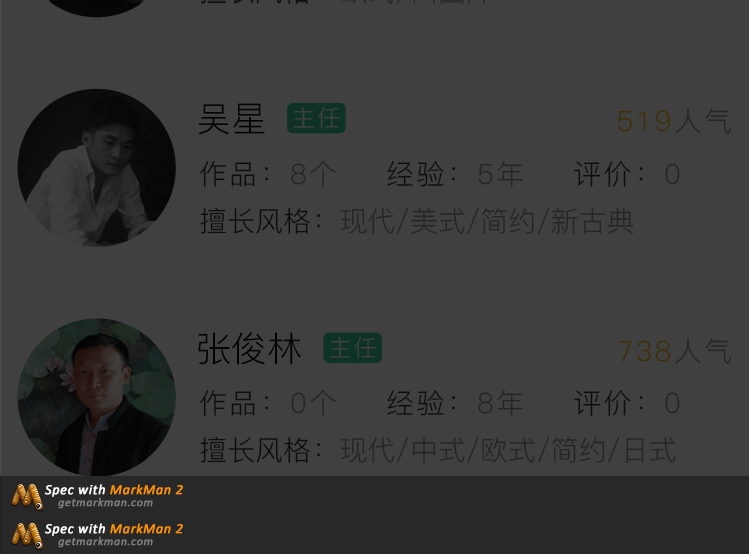 吴星 主任 519人气
作品：8个 经验：5年 评价：0
擅长风格：现代/美式/简约/新古典
张俊林 主任 738人气
作品：0个 经验：8年 评价：0
擅长风格：现代/中式/欧式/简约/日式
Spec with MarkMan 2
getmarkman.com
Spec with MarkMan 2
getmarkman.com